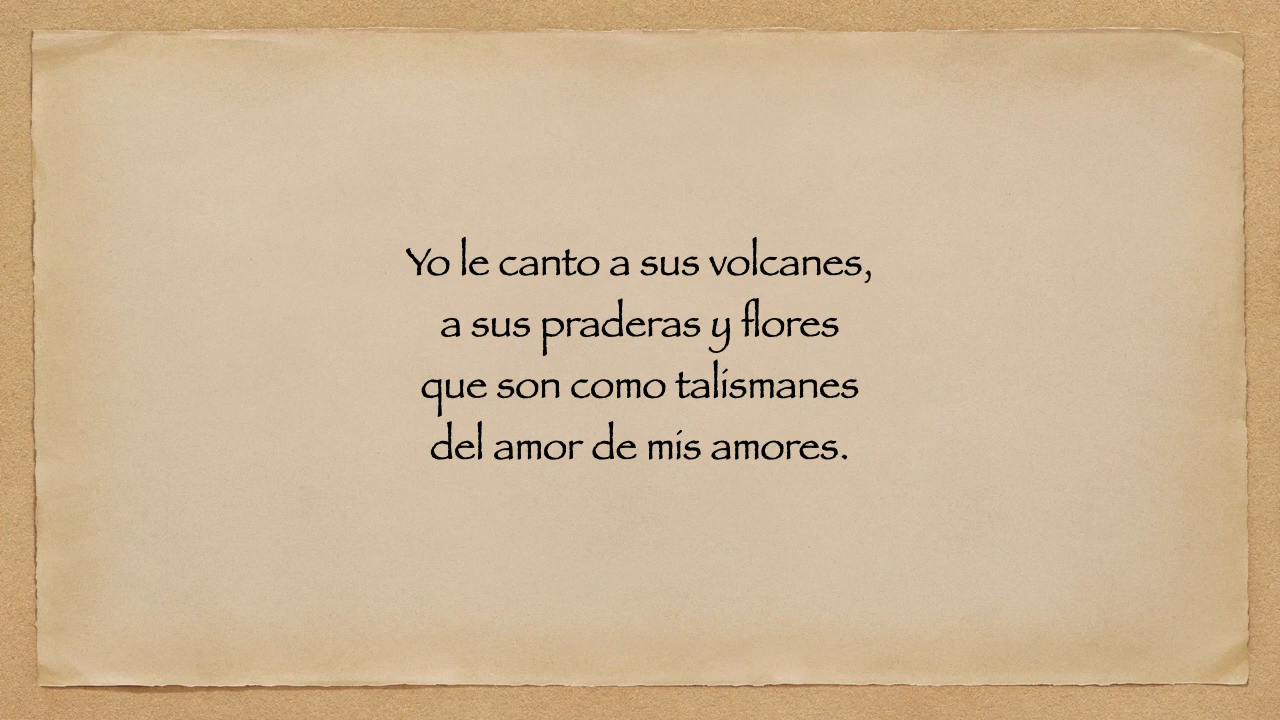 Yo le canto a sus volcanes,
a sus praderas y flores
que son como talismanes
del amor de mis amores.